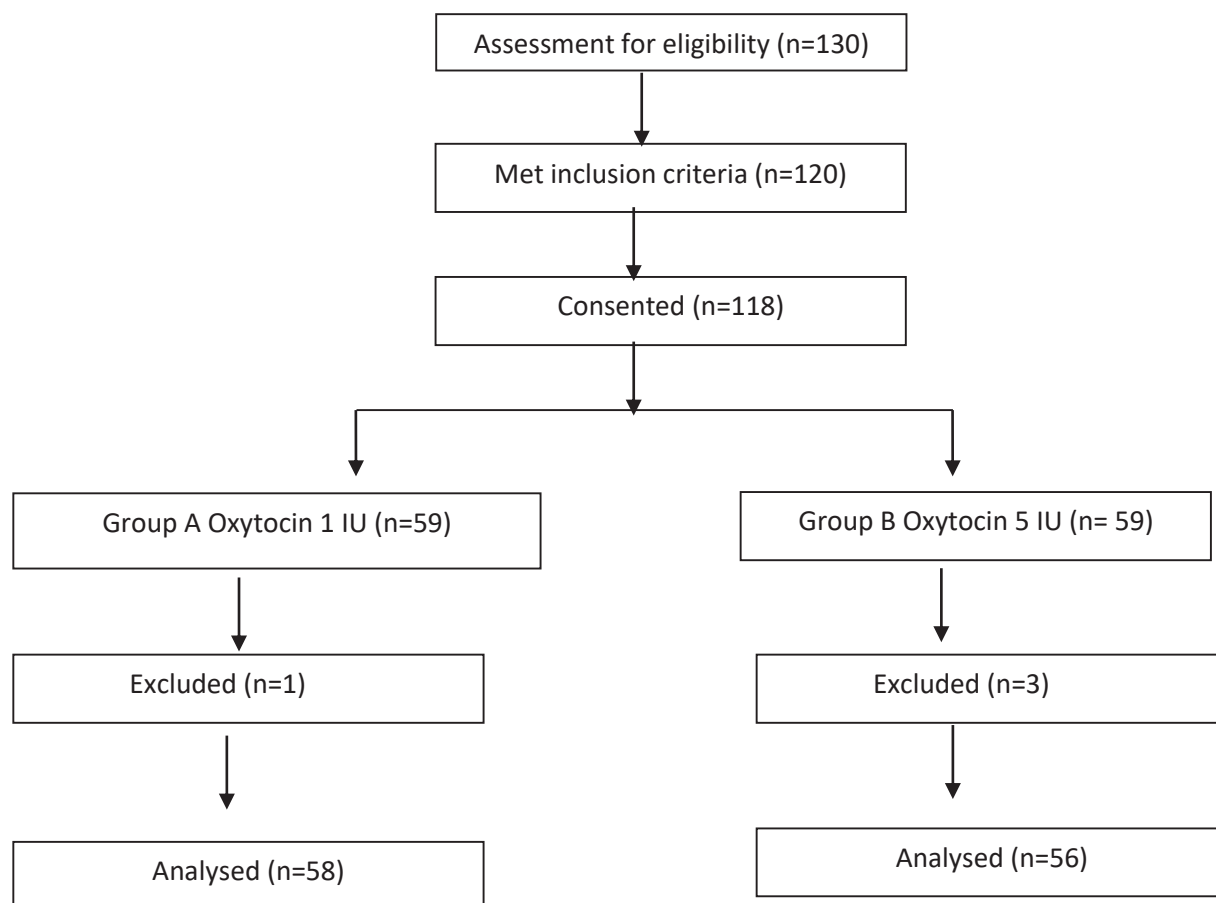 Assessment for eligibility (n=130)
Met inclusion criteria (n=120)
Consented (n=118)
Group A Oxytocin 1 IU (n=59)
Group B Oxytocin 5 IU (n= 59)
Excluded (n=1)
Excluded (n=3)
Analysed (n=58)
Analysed (n=56)